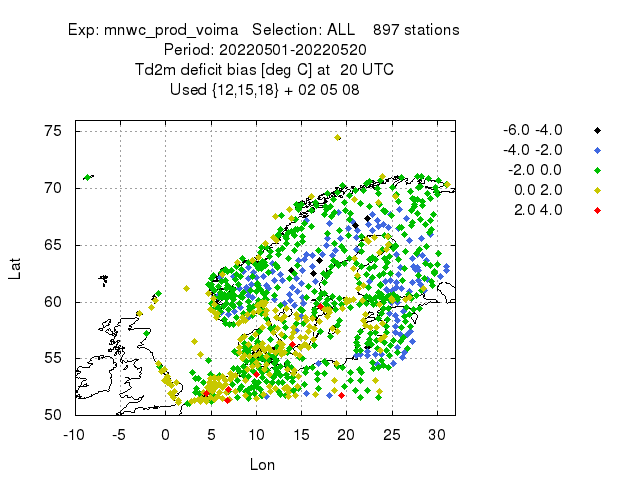 Exp: mnwc_prod_voima   Selection: ALL    897 stations
Period: 20220501-20220520
Td2m deficit bias [deg C] at  20 UTC
Used {12,15,18} + 02 05 08
-6.0 -4.0
-4.0 -2.0
-2.0 0.0
0.0 2.0
2.0 4.0
75
70
65
60
55
50
Lat
-10 -5 0 5 10 15 20 25 30
Lon